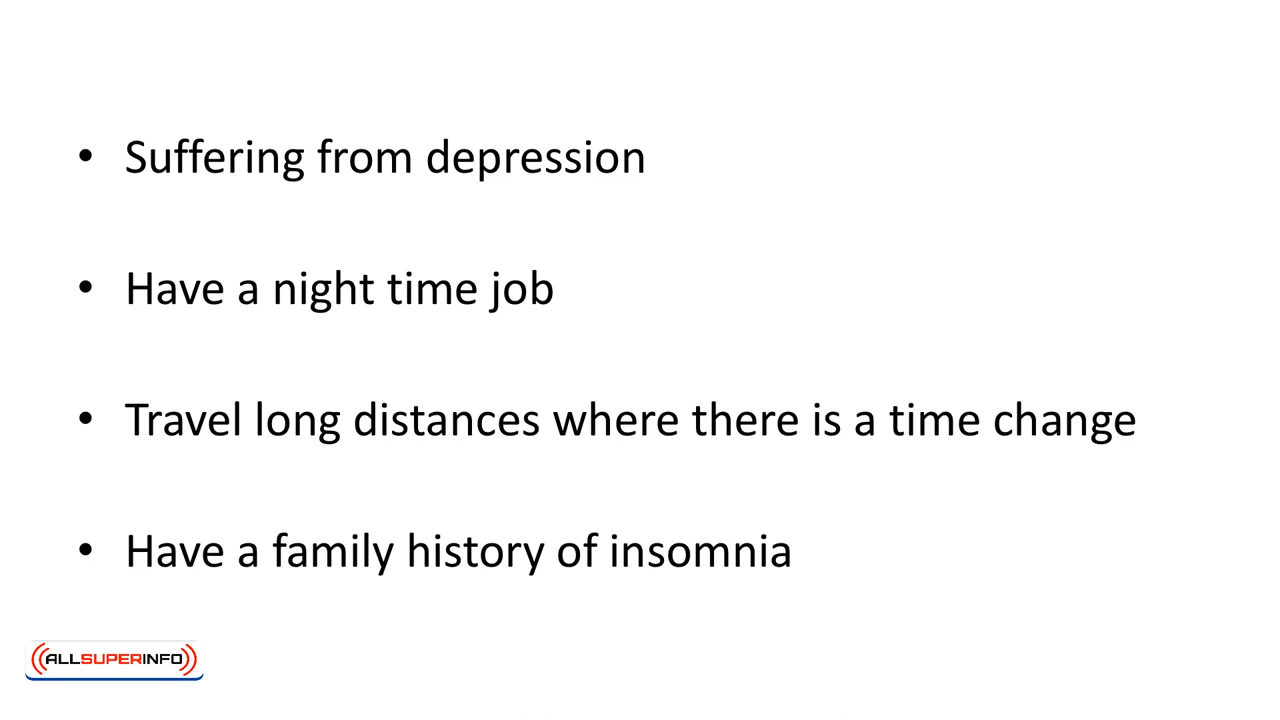 • Suffering from depression
• Have a night time job
• Travel long distances where there is a time change
• Have a family history of insomnia
ALLSUPERINFO